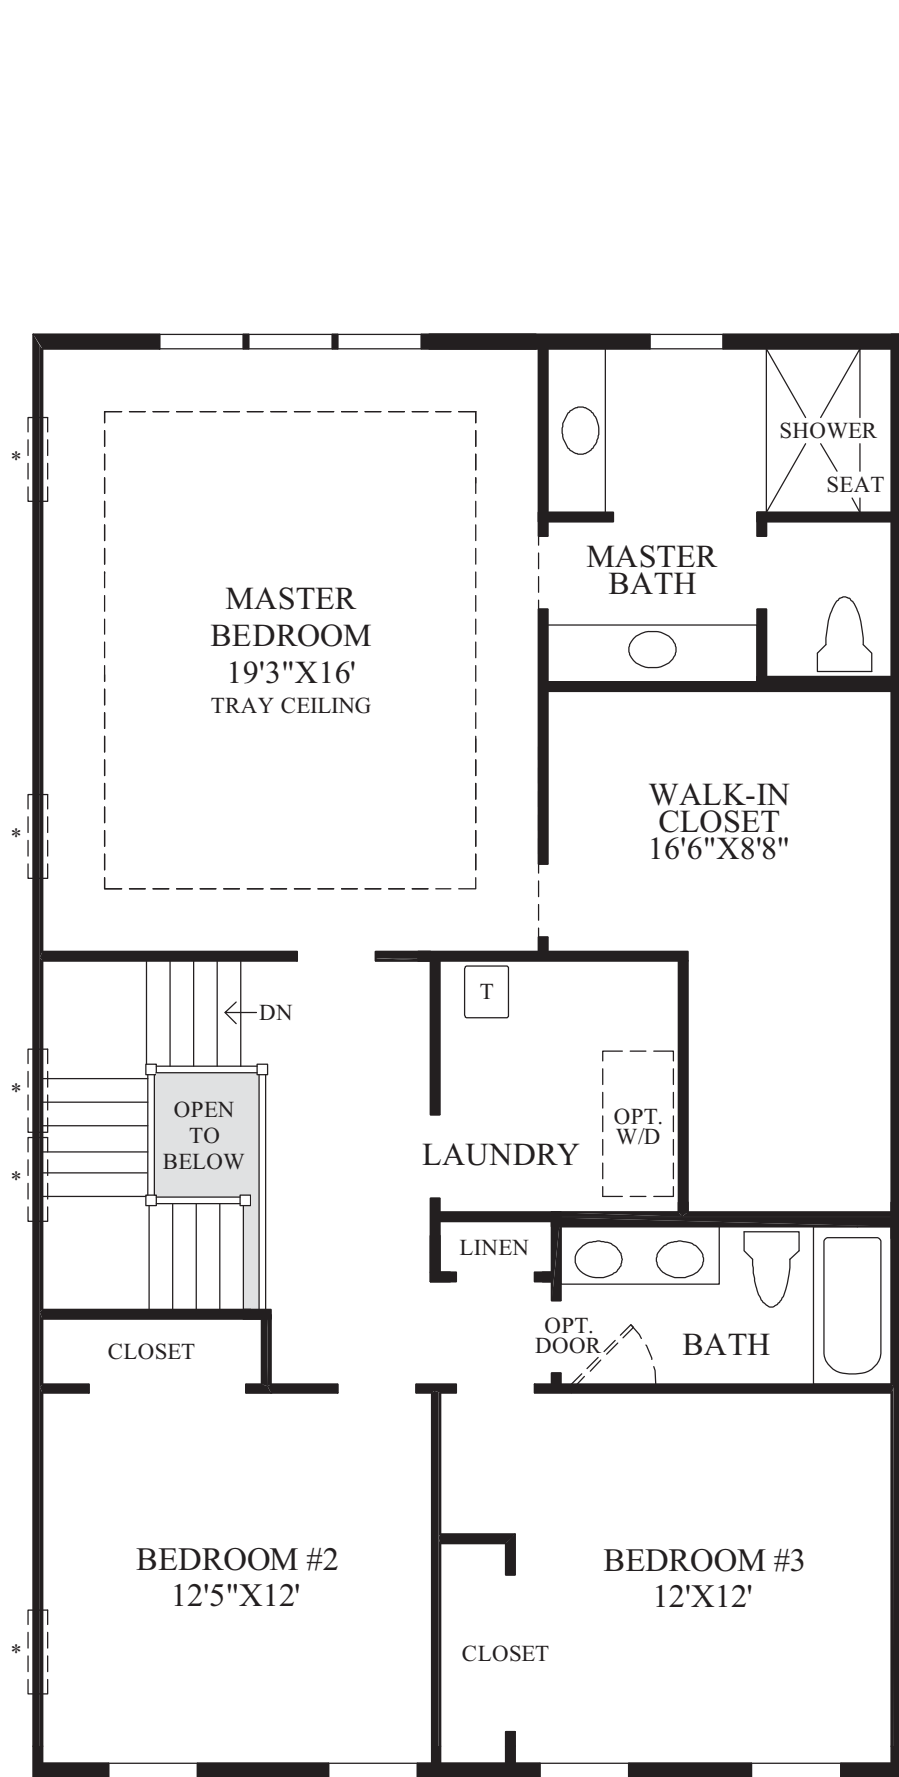 SHOWER
SEAT
MASTER
BATH
MASTER
BEDROOM
19'3"X16'
TRAY CEILING
*
*
WALK-IN
CLOSET
16'6"X8'8"
T
DN
*
OPEN
TO
BELOW
OPT.
W/D
LAUNDRY
*
LINEN
OPT.
DOOR
BATH
CLOSET
BEDROOM #2
12'5"X12'
BEDROOM #3
12'X12'
*
CLOSET